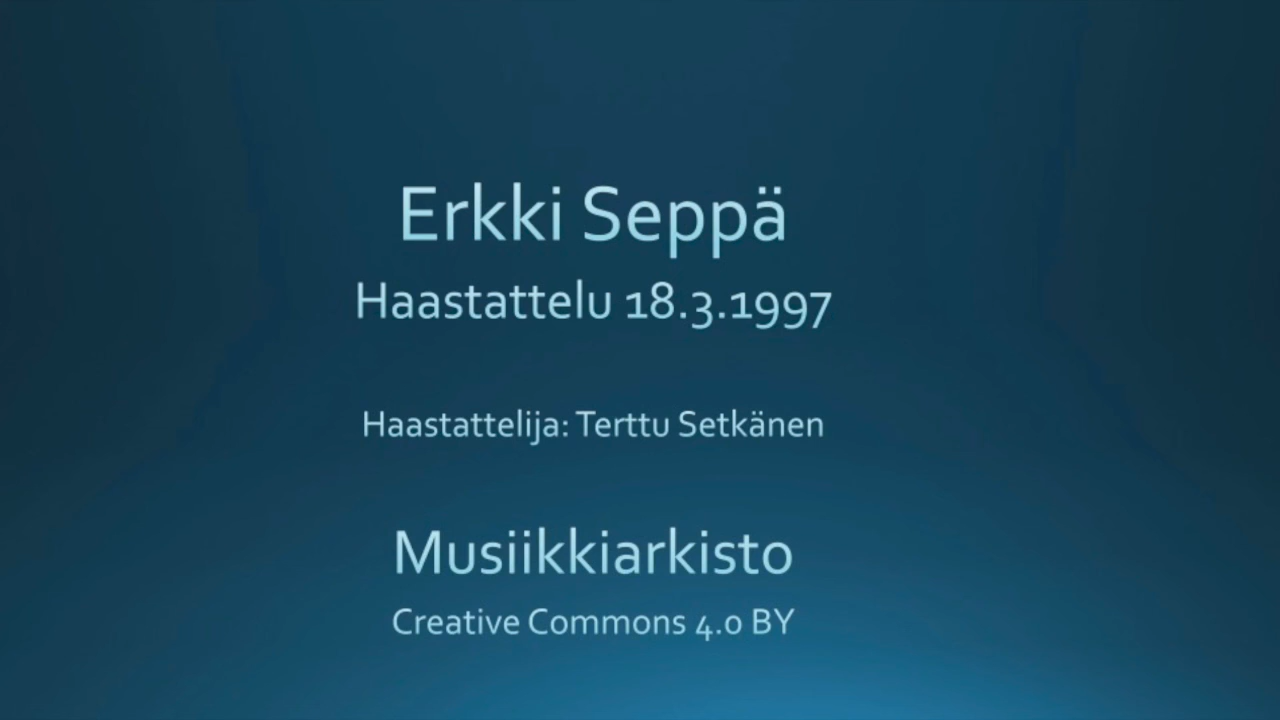 Erkki Seppä
Haastattelu 18.3.1997
Haastattelija: Terttu Setkänen
Musiikkiarkisto
Creative Commons 4.0 BY